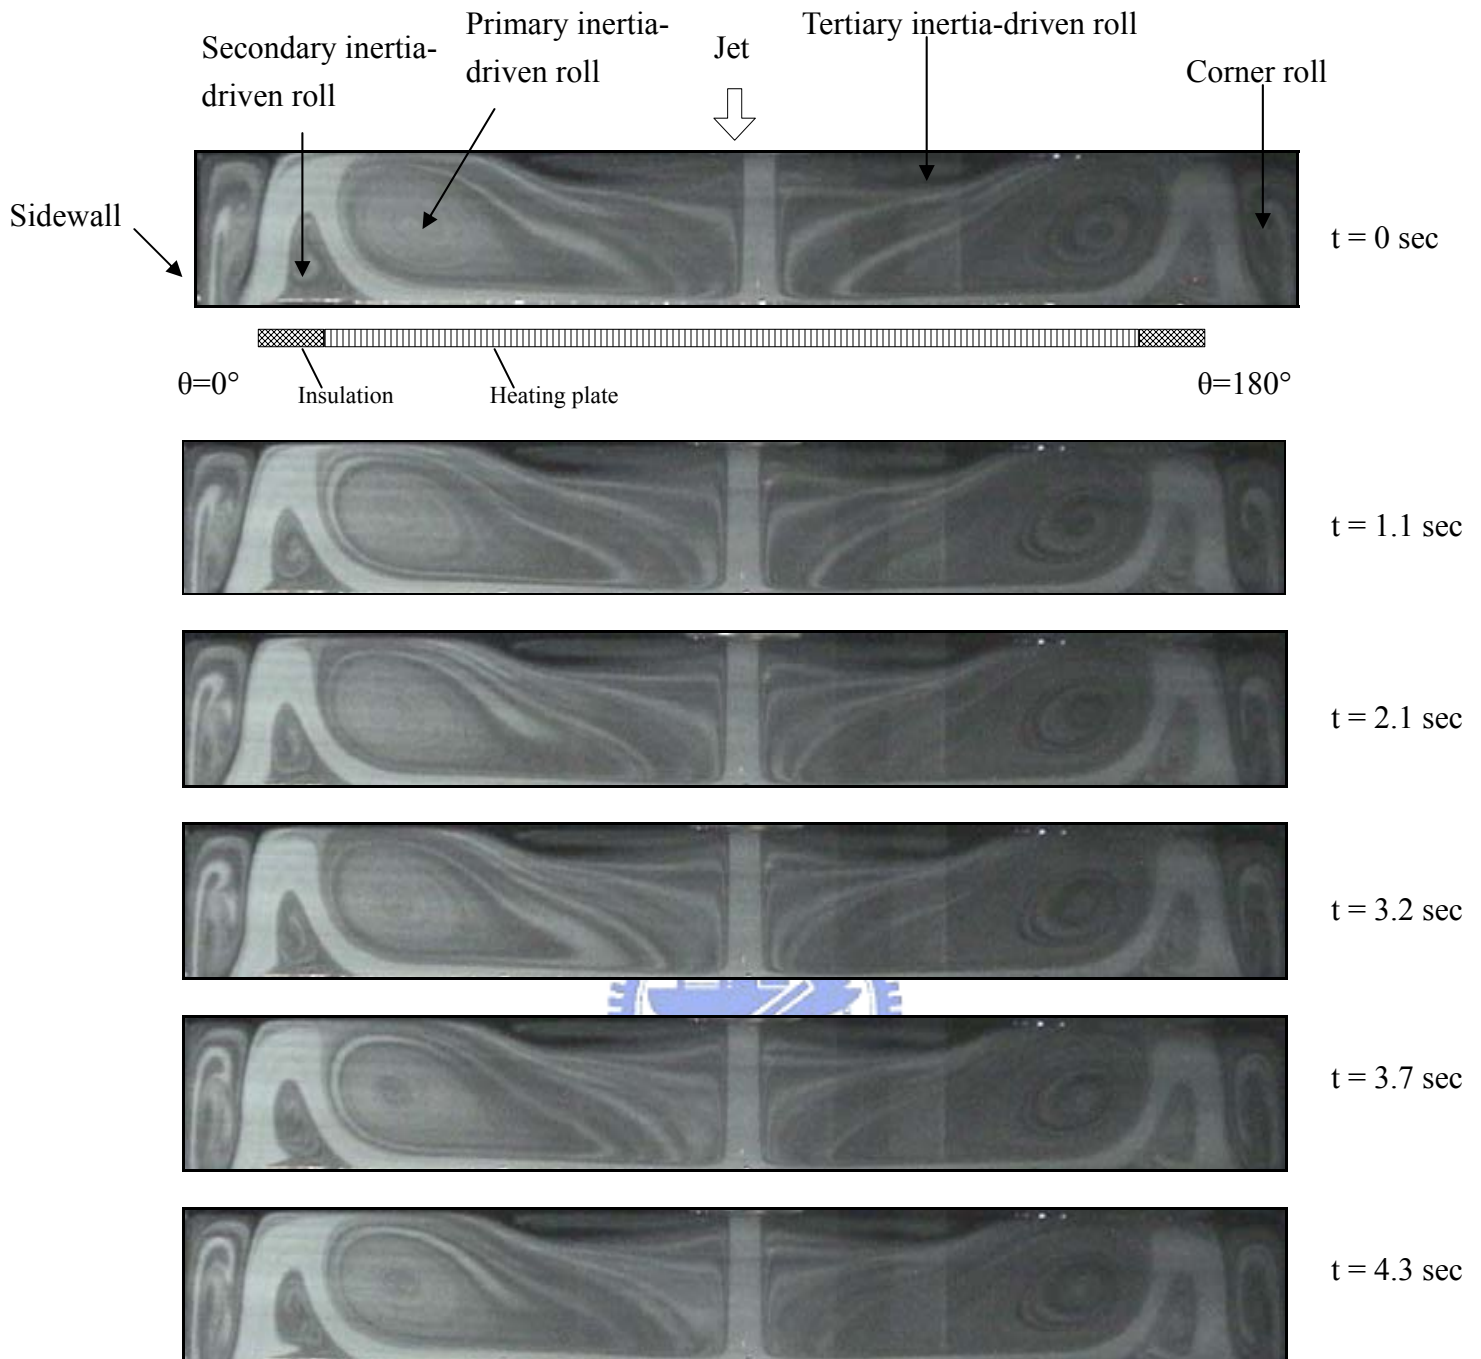 Secondary inertia-
driven roll
Primary inertia-
driven roll
Jet
Tertiary inertia-driven roll
Corner roll
Sidewall
t = 0 sec
θ=0°
Insulation
Heating plate
θ=180°
t = 1.1 sec
t = 2.1 sec
t = 3.2 sec
t = 3.7 sec
t = 4.3 sec